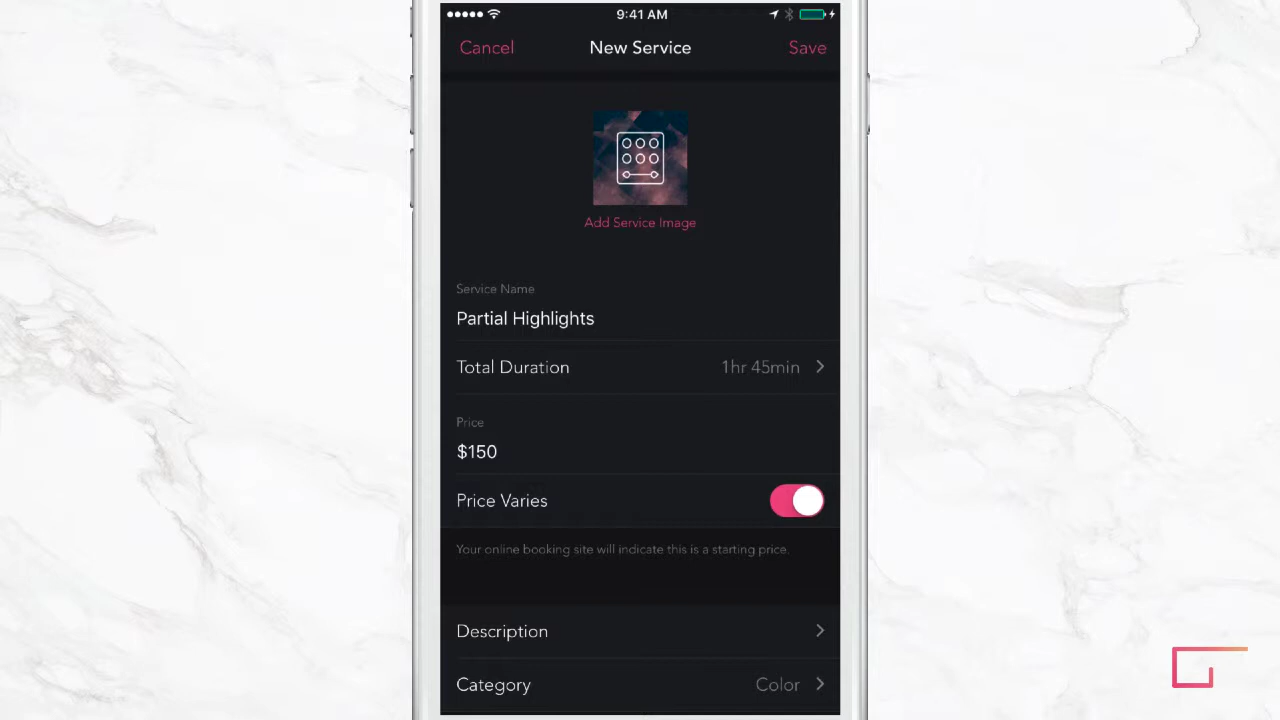 9:41 AM
Cancel
New Service
Save
Add Service Image
Service Name
Partial Highlights
Total Duration
1hr 45min
Price
$150
Price Varies
Your online booking site will indicate this is a starting price.
Description
Category
Color